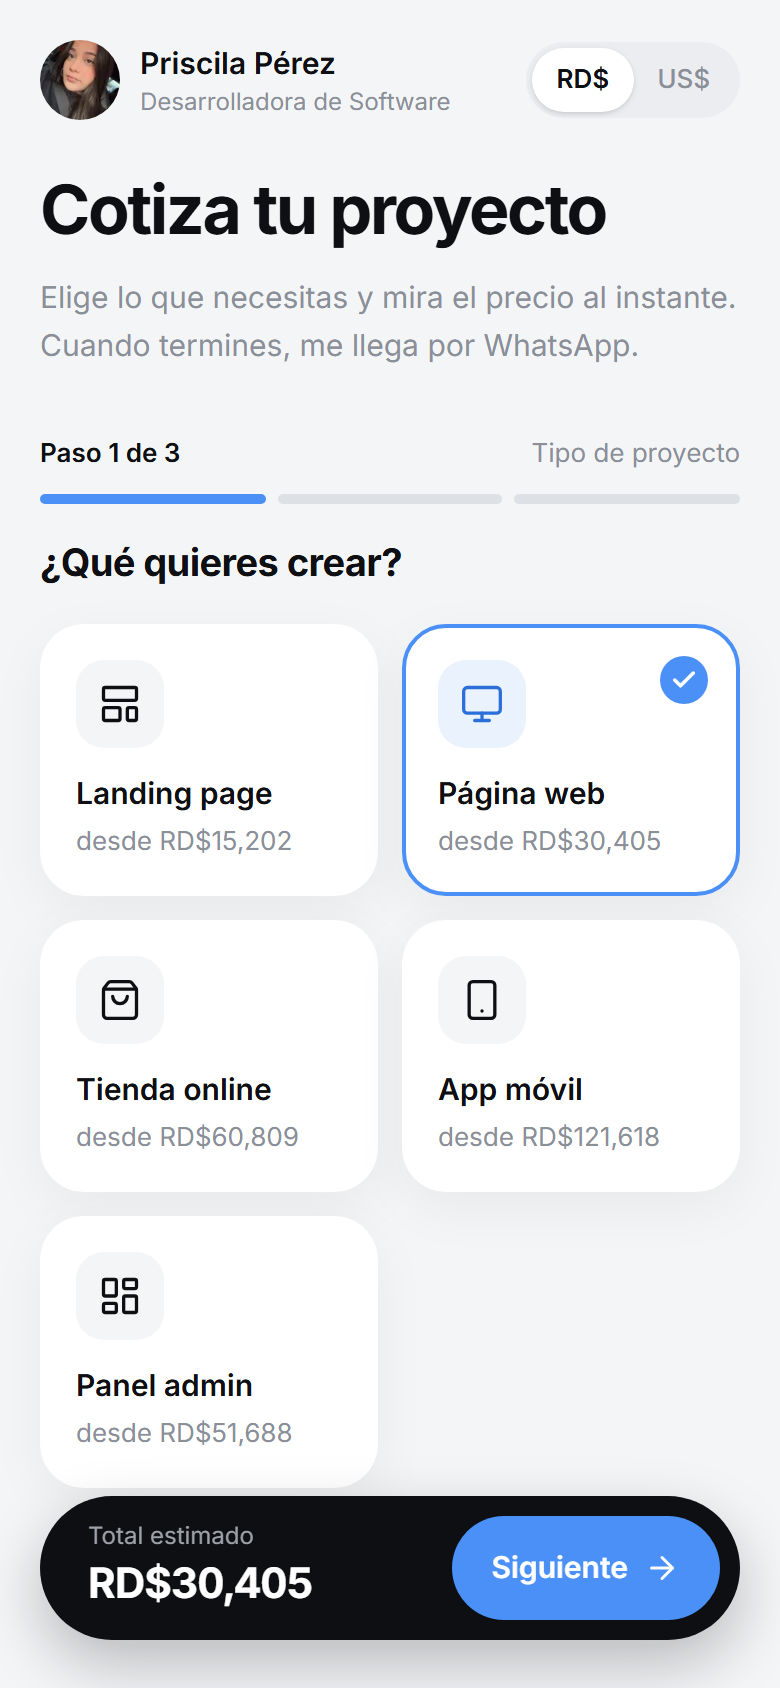 Priscila Pérez
Desarrolladora de Software
RD$ US$
Cotiza tu proyecto
Elige lo que necesitas y mira el precio al instante.
Cuando termines, me llega por WhatsApp.
Paso 1 de 3
Tipo de proyecto
¿Qué quieres crear?
Landing page
desde RD$15,202
Página web
desde RD$30,405
Tienda online
desde RD$60,809
App móvil
desde RD$121,618
Panel admin
desde RD$51,688
Total estimado
RD$30,405
Siguiente